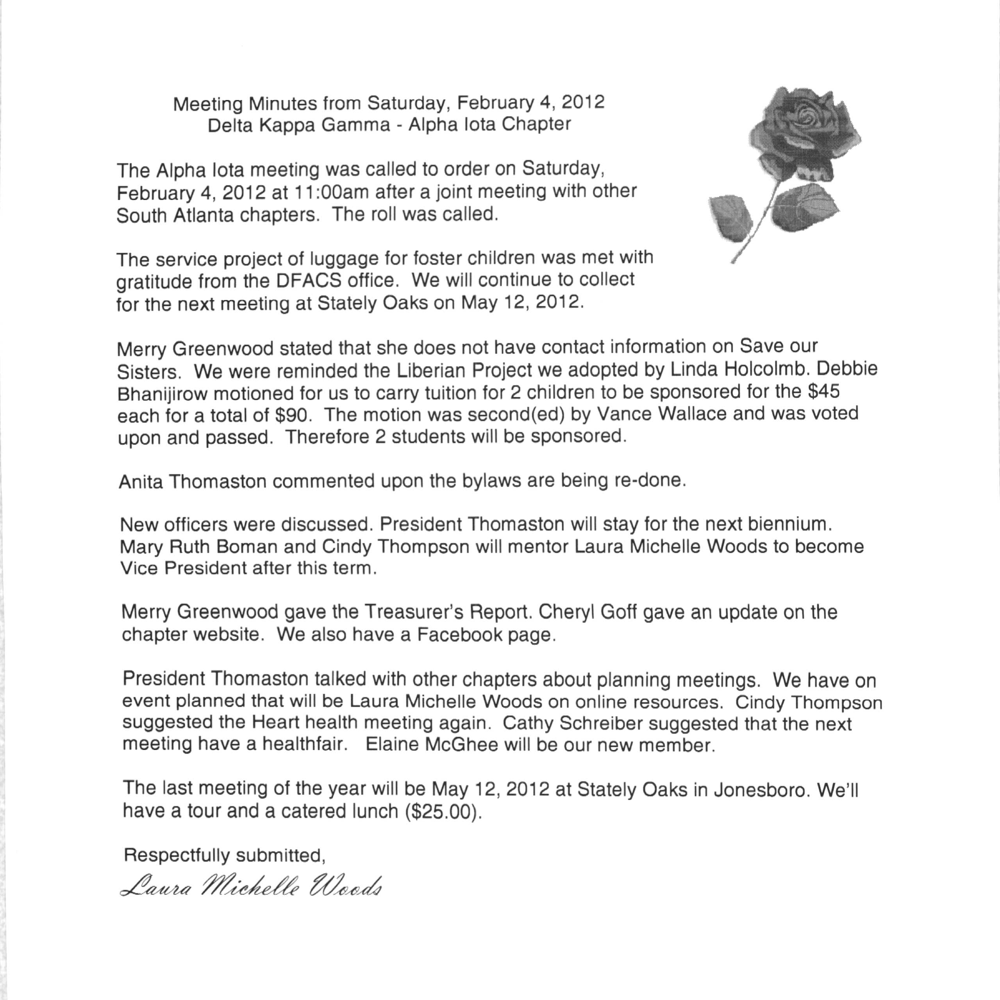 Meeting Minutes from Saturday, February 4, 2012
Delta Kappa Gamma - Alpha Iota Chapter
The Alpha Iota meeting was called to order on Saturday,
February 4, 2012 at 11:00am after a joint meeting with other
South Atlanta chapters.  The roll was called.
The service project of luggage for foster children was met with
gratitude from the DFACS office.  We will continue to collect
for the next meeting at Stately Oaks on May 12, 2012.
Merry Greenwood stated that she does not have contact information on Save our
Sisters.  We were reminded the Liberian Project we adopted by Linda Holcolmb. Debbie
Bhanijirow motioned for us to carry tuition for 2 children to be sponsored for the $45
each for a total of $90.  The motion was second(ed) by Vance Wallace and was voted
upon and passed.  Therefore 2 students will be sponsored.
Anita Thomaston commented upon the bylaws are being re-done.
New officers were discussed. President Thomaston will stay for the next biennium.
Mary Ruth Boman and Cindy Thompson will mentor Laura Michelle Woods to become
Vice President after this term.
Merry Greenwood gave the Treasurer's Report. Cheryl Goff gave an update on the
chapter website.  We also have a Facebook page.
President Thomaston talked with other chapters about planning meetings.  We have on
event planned that will be Laura Michelle Woods on online resources.  Cindy Thompson
suggested the Heart health meeting again.  Cathy Schreiber suggested that the next
meeting have a healthfair.   Elaine McGhee will be our new member.
The last meeting of the year will be May 12, 2012 at Stately Oaks in Jonesboro. We'll
have a tour and a catered lunch ($25.00).
Respectfully submitted,
Laura Michelle Woods